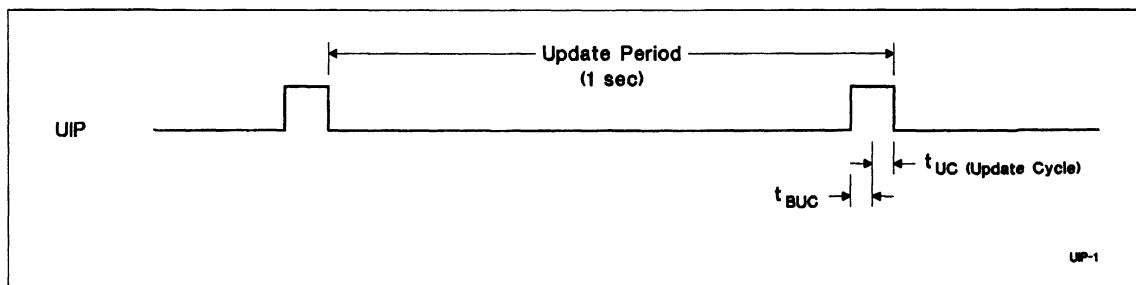 Update Period
(1 sec)
UIP
t UC (Update Cycle)
t BUC
UIP-1